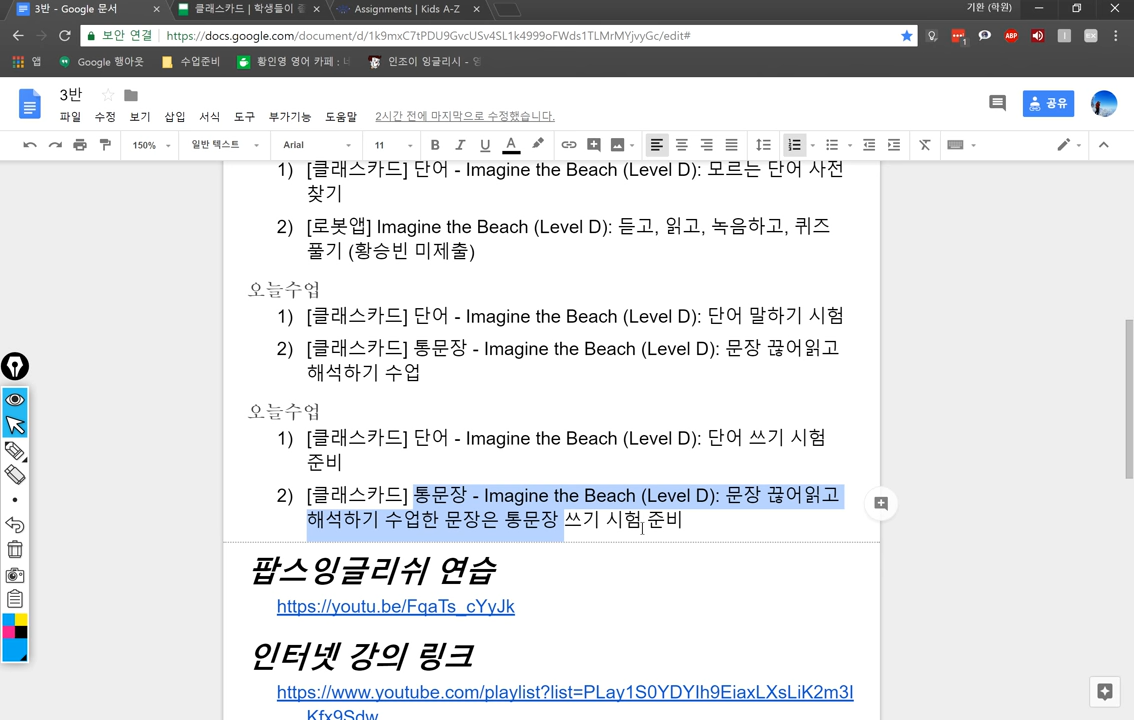 3반 - Google 문서
클래스카드 | 학생들이 좋
Assignments | Kids A-Z
기환 (학원)
보안 연결
https://docs.google.com/document/d/1k9mxC7tPDU9GvcUSv4SL1k4999oFWds1TLMrMYjvyGc/edit#
ABP
앱
Google 행아웃
수업준비
황인영 영어 카페 : 네
인조이 잉글리시 - 영
3반
공유
파일 수정 보기 삽입 서식 도구 부가기능 도움말 2시간 전에 마지막으로 수정했습니다.
150% 일반 텍스트 Arial 11 B I U A
1) [클래스카드] 단어 - Imagine the Beach (Level D): 모르는 단어 사전
찾기
2) [로봇앱] Imagine the Beach (Level D): 듣고, 읽고, 녹음하고, 퀴즈
풀기 (황승빈 미제출)
오늘수업
1) [클래스카드] 단어 - Imagine the Beach (Level D): 단어 말하기 시험
2) [클래스카드] 통문장 - Imagine the Beach (Level D): 문장 끊어읽고
해석하기 수업
오늘수업
1) [클래스카드] 단어 - Imagine the Beach (Level D): 단어 쓰기 시험
준비
2) [클래스카드] 통문장 - Imagine the Beach (Level D): 문장 끊어읽고
해석하기 수업한 문장은 통문장 쓰기 시험 준비
팝스잉글리쉬 연습
https://youtu.be/FqaTs_cYyJk
인터넷 강의 링크
https://www.youtube.com/playlist?list=PLay1S0YDYIh9EiaxLXsLiK2m3I
Kfx9Sdw